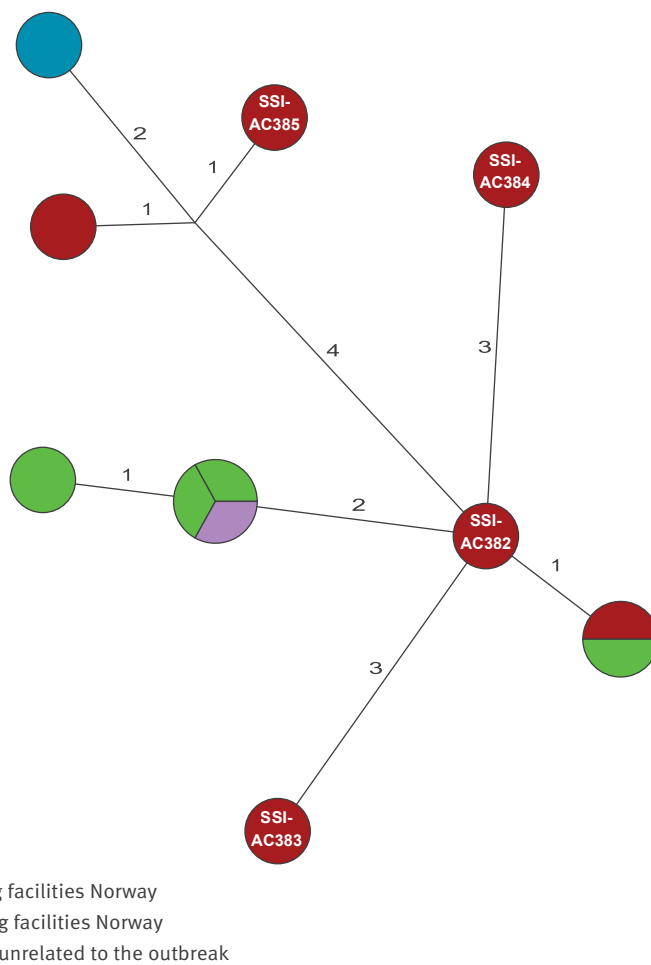 2
SSI-
AC385
1
1
SSI-
AC384
4
3
1
2
SSI-
AC382
1
3
SSI-
AC383
facilities Norway
facilities Norway
unrelated to the outbreak